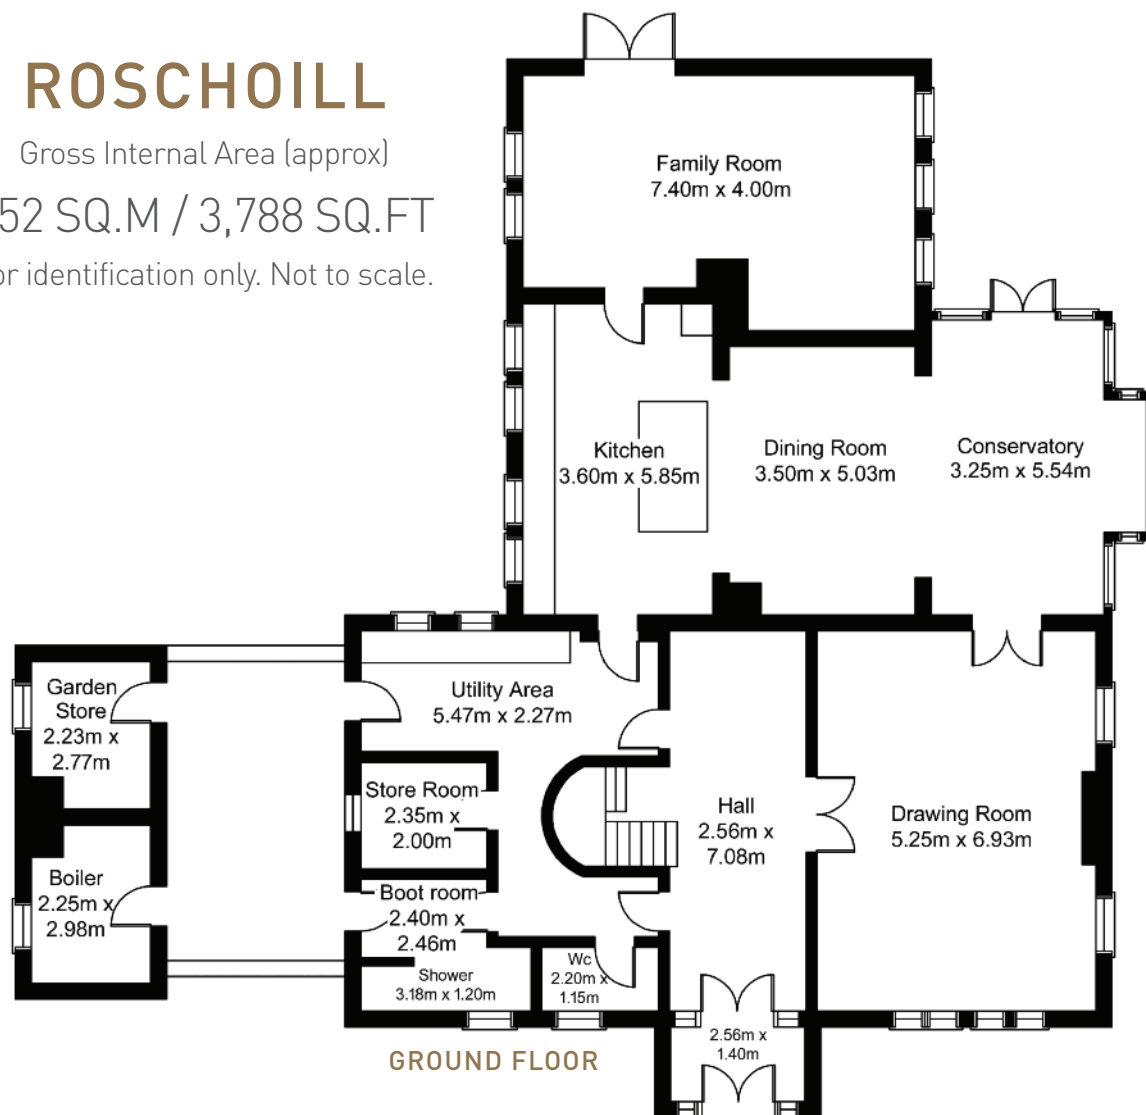 ROSCHOILL
Gross Internal Area (approx)
52 SQ.M / 3,788 SQ.FT
or identification only. Not to scale.
Family Room
7.40m x 4.00m
Kitchen
3.60m x 5.85m
Dining Room
3.50m x 5.03m
Conservatory
3.25m x 5.54m
Garden
Store
2.23m x
2.77m
Utility Area
5.47m x 2.27m
Store Room
2.35m x
2.00m
Hall
2.56m x
7.08m
Drawing Room
5.25m x 6.93m
Boiler
2.25m x
2.98m
Boot room
2.40m x
2.46m
Shower
3.18m x 1.20m
Wc
2.20m x
1.15m
2.56m x
1.40m
GROUND FLOOR